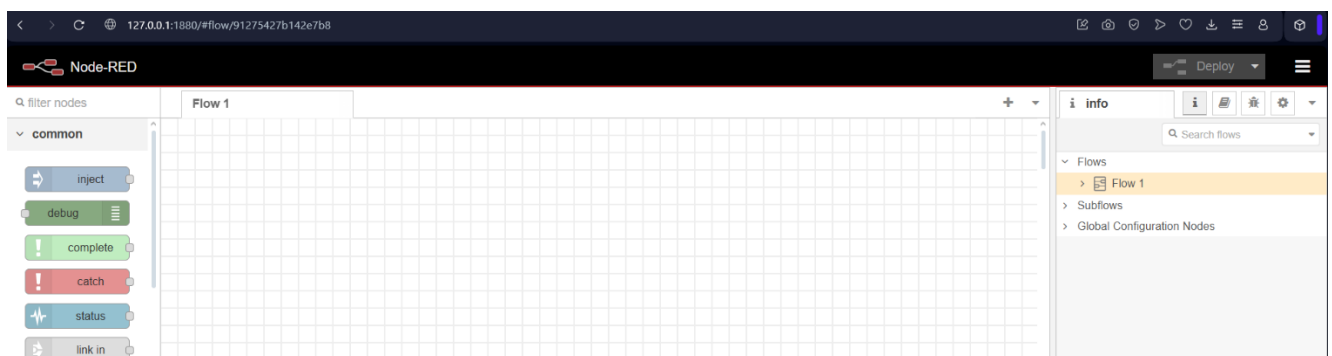 127.0.0.1:1880/#flow/91275427b142e7b8
Node-RED
Deploy
filter nodes
Flow 1
i info
i
Search flows
common
Flows
inject
Flow 1
debug
Subflows
complete
Global Configuration Nodes
catch
status
link in